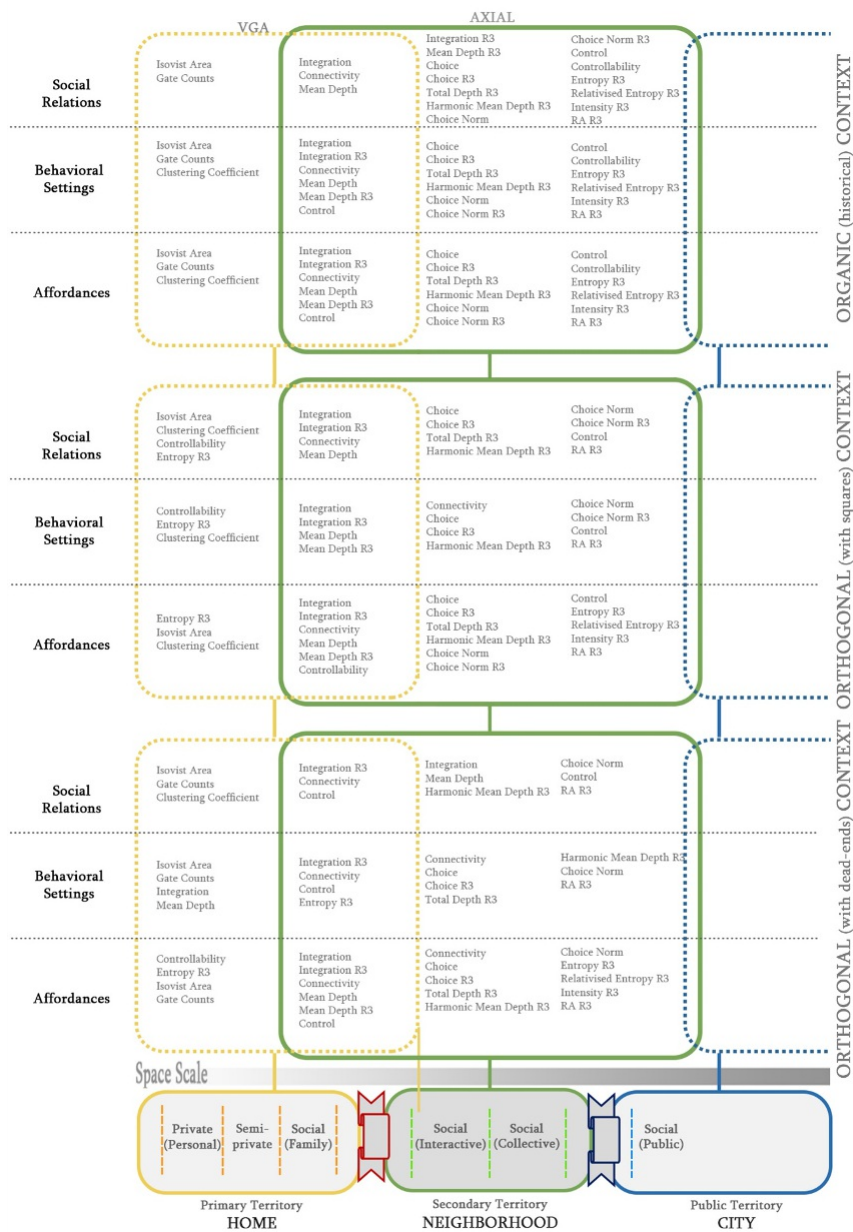 VGA
AXIAL
Social
Relations
Isovist Area
Gate Counts
Integration
Connectivity
Mean Depth
Integration R3
Mean Depth R3
Choice
Choice R3
Total Depth R3
Harmonic Mean Depth R3
Choice Norm
Choice Norm R3
Control
Controllability
Entropy R3
Relativised Entropy R3
Intensity R3
RA R3
Behavioral
Settings
Isovist Area
Gate Counts
Clustering Coefficient
Integration
Integration R3
Connectivity
Mean Depth
Mean Depth R3
Control
Choice
Choice R3
Total Depth R3
Harmonic Mean Depth R3
Choice Norm
Choice Norm R3
Control
Controllability
Entropy R3
Relativised Entropy R3
Intensity R3
RA R3
Affordances
Isovist Area
Gate Counts
Clustering Coefficient
Integration
Integration R3
Connectivity
Mean Depth
Mean Depth R3
Control
Choice
Choice R3
Total Depth R3
Harmonic Mean Depth R3
Choice Norm
Choice Norm R3
Control
Controllability
Entropy R3
Relativised Entropy R3
Intensity R3
RA R3
ORGANIC (historical) CONTEXT
Social
Relations
Isovist Area
Clustering Coefficient
Controllability
Entropy R3
Integration
Integration R3
Connectivity
Mean Depth
Choice
Choice R3
Total Depth R3
Harmonic Mean Depth R3
Choice Norm
Choice Norm R3
Control
RA R3
Behavioral
Settings
Controllability
Entropy R3
Clustering Coefficient
Integration
Integration R3
Mean Depth
Mean Depth R3
Connectivity
Choice
Choice R3
Harmonic Mean Depth R3
Choice Norm
Choice Norm R3
Control
RA R3
Affordances
Entropy R3
Isovist Area
Clustering Coefficient
Integration
Integration R3
Connectivity
Mean Depth
Mean Depth R3
Controllability
Choice
Choice R3
Total Depth R3
Harmonic Mean Depth R3
Choice Norm
Choice Norm R3
Control
Entropy R3
Relativised Entropy R3
Intensity R3
RA R3
ORTHOGONAL (with squares) CONTEXT
Social
Relations
Isovist Area
Gate Counts
Clustering Coefficient
Integration R3
Connectivity
Control
Integration
Mean Depth
Harmonic Mean Depth R3
Choice Norm
Control
RA R3
Behavioral
Settings
Isovist Area
Gate Counts
Integration
Mean Depth
Integration R3
Connectivity
Control
Entropy R3
Connectivity
Choice
Choice R3
Total Depth R3
Harmonic Mean Depth R3
Choice Norm
RA R3
Affordances
Controllability
Entropy R3
Isovist Area
Gate Counts
Integration
Integration R3
Connectivity
Mean Depth
Mean Depth R3
Control
Connectivity
Choice
Choice R3
Total Depth R3
Harmonic Mean Depth R3
Choice Norm
Entropy R3
Relativised Entropy R3
Intensity R3
RA R3
ORTHOGONAL (with dead-ends) CONTEXT
Space Scale
Private
(Personal)
Semi-
private
Social
(Family)
Social
(Interactive)
Social
(Collective)
Social
(Public)
Primary Territory
HOME
Secondary Territory
NEIGHBORHOOD
Public Territory
CITY